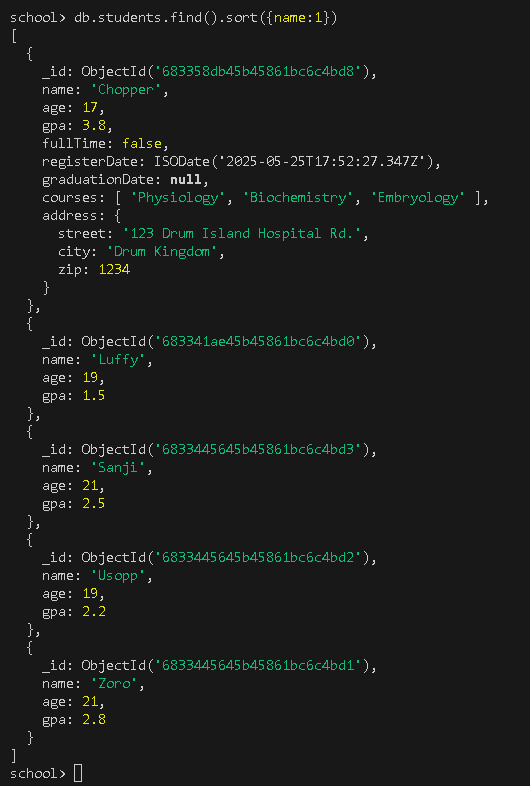 school> db.students.find().sort({name:1})
[
  {
    _id: ObjectId('683358db45b45861bc6c4bd8'),
    name: 'Chopper',
    age: 17,
    gpa: 3.8,
    fullTime: false,
    registerDate: ISODate('2025-05-25T17:52:27.347Z'),
    graduationDate: null,
    courses: [ 'Physiology', 'Biochemistry', 'Embryology' ],
    address: {
      street: '123 Drum Island Hospital Rd.',
      city: 'Drum Kingdom',
      zip: 1234
    }
  },
  {
    _id: ObjectId('683341ae45b45861bc6c4bd0'),
    name: 'Luffy',
    age: 19,
    gpa: 1.5
  },
  {
    _id: ObjectId('6833445645b45861bc6c4bd3'),
    name: 'Sanji',
    age: 21,
    gpa: 2.5
  },
  {
    _id: ObjectId('6833445645b45861bc6c4bd2'),
    name: 'Usopp',
    age: 19,
    gpa: 2.2
  },
  {
    _id: ObjectId('6833445645b45861bc6c4bd1'),
    name: 'Zoro',
    age: 21,
    gpa: 2.8
  }
]
school>